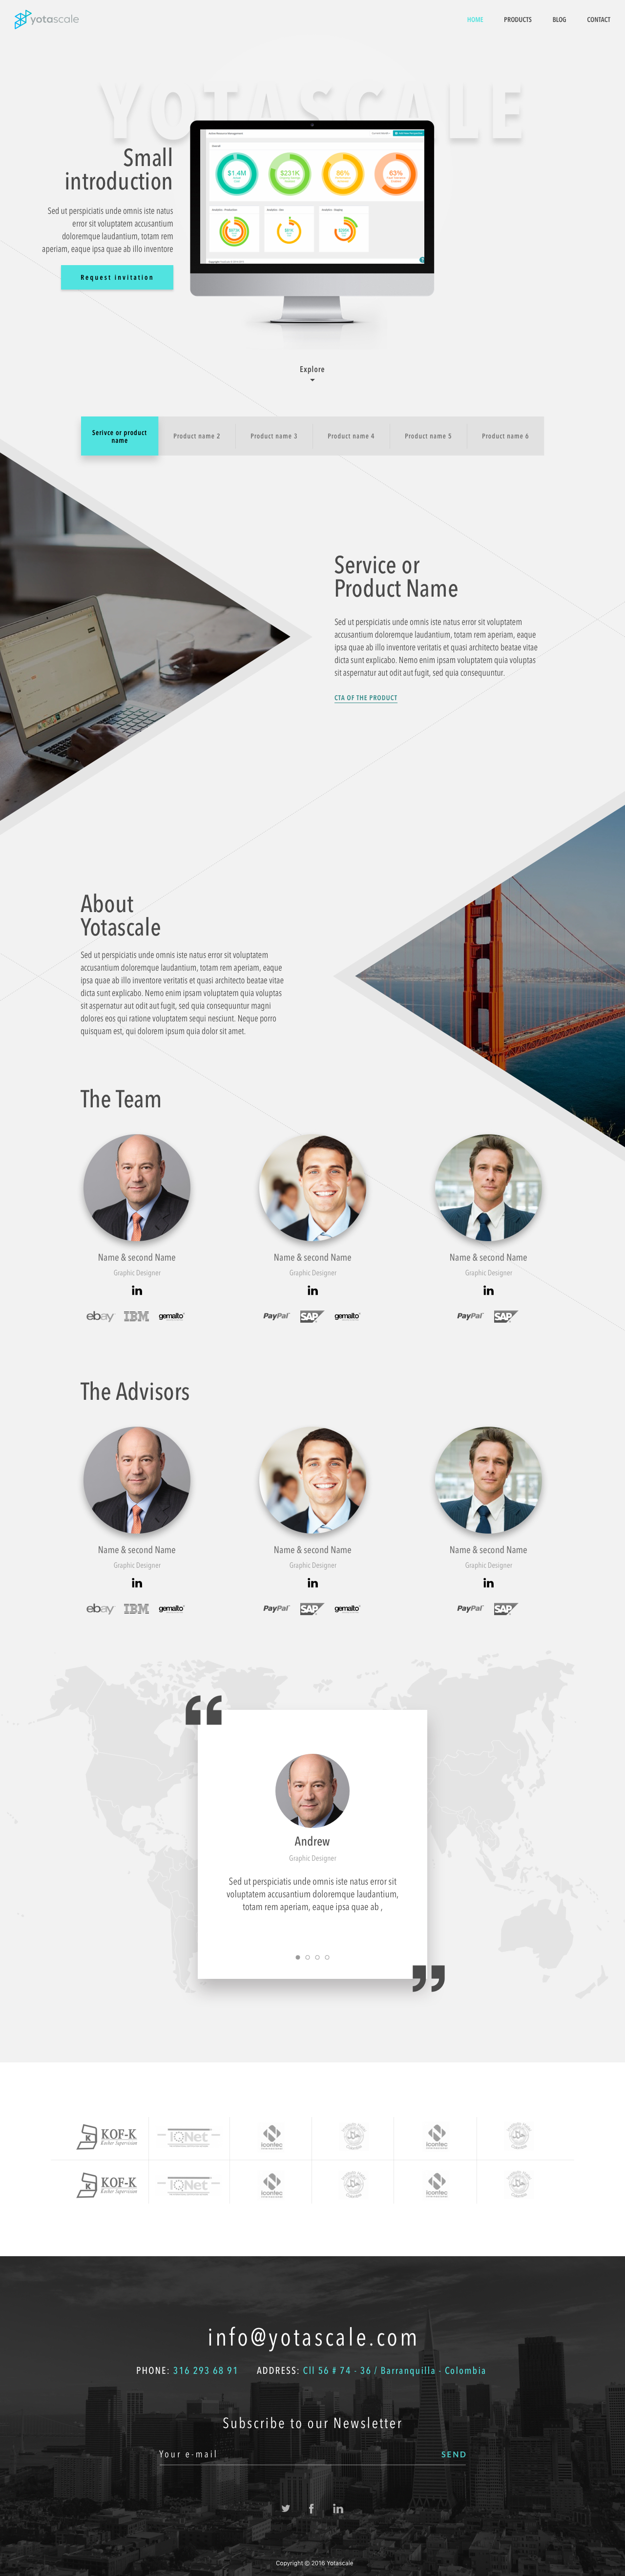 yotascale
HOME
PRODUCTS
BLOG
CONTACT
YOTASCALE
Small
introduction
Sed ut perspiciatis unde omnis iste natus
error sit voluptatem accusantium
doloremque laudantium, totam rem
aperiam, eaque ipsa quae ab illo inventore
Request invitation
$1.4M
$231K
86%
63%
Explore
Serivce or product
name
Product name 2
Product name 3
Product name 4
Product name 5
Product name 6
Service or
Product Name
Sed ut perspiciatis unde omnis iste natus error sit voluptatem
accusantium doloremque laudantium, totam rem aperiam, eaque
ipsa quae ab illo inventore veritatis et quasi architecto beatae vitae
dicta sunt explicabo. Nemo enim ipsam voluptatem quia voluptas
sit aspernatur aut odit aut fugit, sed quia consequuntur.
CTA OF THE PRODUCT
About
Yotascale
Sed ut perspiciatis unde omnis iste natus error sit voluptatem
accusantium doloremque laudantium, totam rem aperiam, eaque
ipsa quae ab illo inventore veritatis et quasi architecto beatae vitae
dicta sunt explicabo. Nemo enim ipsam voluptatem quia voluptas
sit aspernatur aut odit aut fugit, sed quia consequuntur magni
dolores eos qui ratione voluptatem sequi nesciunt. Neque porro
quisquam est, qui dolorem ipsum quia dolor sit amet.
The Team
Name & second Name
Graphic Designer
in
ebay IBM gemalto
Name & second Name
Graphic Designer
in
PayPal SAP gemalto
Name & second Name
Graphic Designer
in
PayPal SAP
The Advisors
Name & second Name
Graphic Designer
in
ebay IBM gemalto
Name & second Name
Graphic Designer
in
PayPal SAP gemalto
Name & second Name
Graphic Designer
in
PayPal SAP
Andrew
Graphic Designer
Sed ut perspiciatis unde omnis iste natus error sit
voluptatem accusantium doloremque laudantium,
totam rem aperiam, eaque ipsa quae ab ,
KOF-K
Kosher Supervision
IQNet
icontec
icontec
KOF-K
Kosher Supervision
IQNet
icontec
icontec
info@yotascale.com
PHONE: 316 293 68 91
ADDRESS: Cll 56 # 74 - 36 / Barranquilla - Colombia
Subscribe to our Newsletter
Your e-mail
SEND
Copyright © 2016 Yotascale